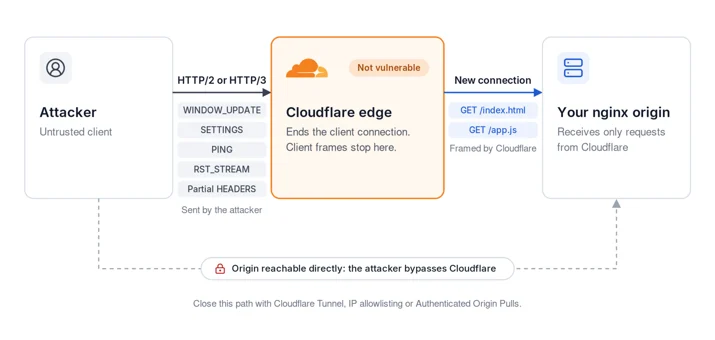 HTTP/2 or HTTP/3
Not vulnerable
New connection
Attacker
Untrusted client
WINDOW_UPDATE
SETTINGS
PING
RST_STREAM
Partial HEADERS
Sent by the attacker
Cloudflare edge
Ends the client connection.
Client frames stop here.
GET /index.html
GET /app.js
Framed by Cloudflare
Your nginx origin
Receives only requests
from Cloudflare
Origin reachable directly: the attacker bypasses Cloudflare
Close this path with Cloudflare Tunnel, IP allowlisting or Authenticated Origin Pulls.